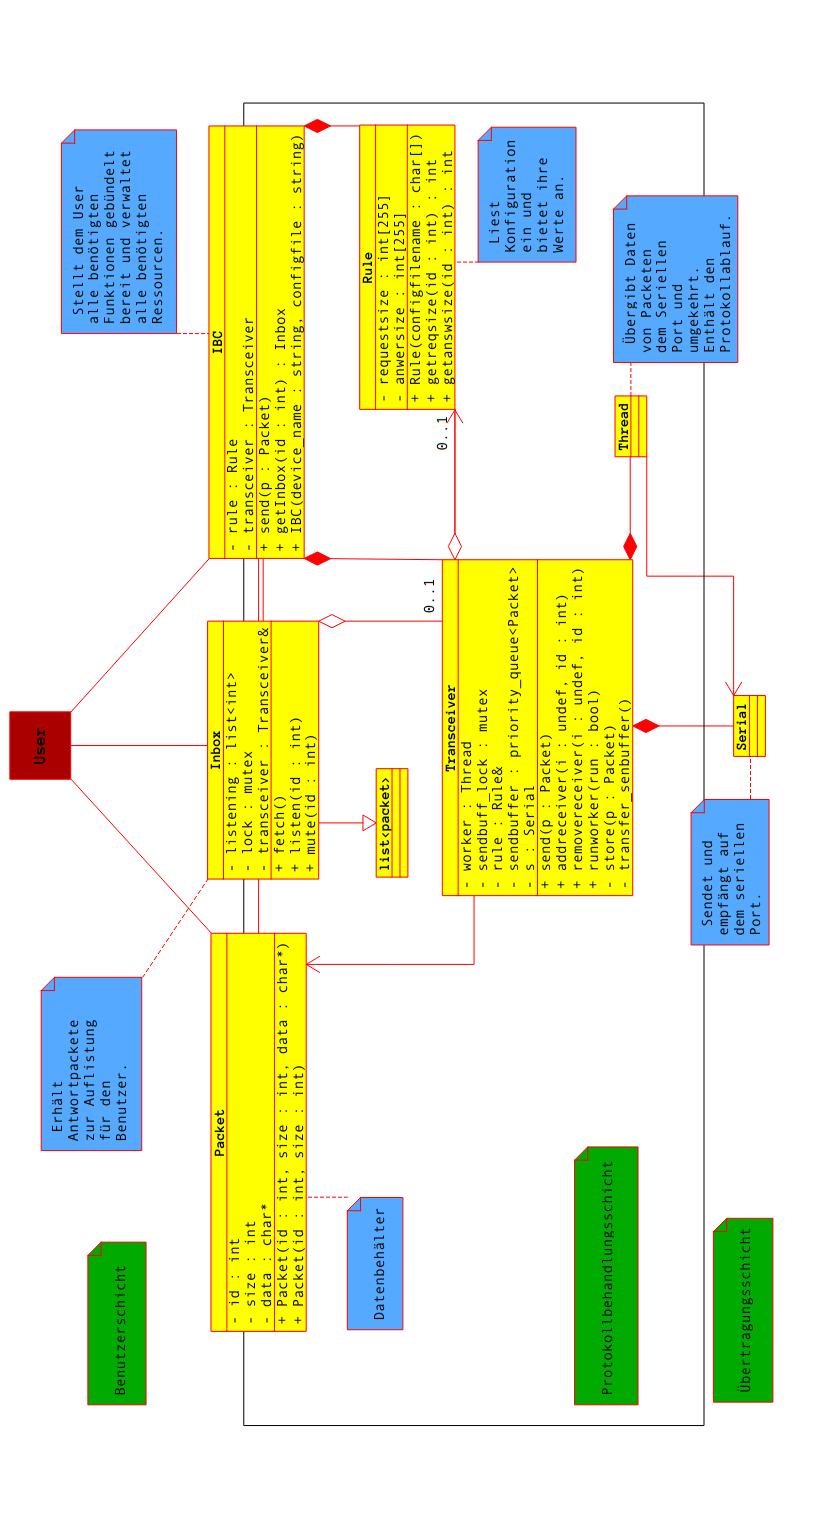 Benutzerschicht
Erhält
Antwortpackete
zur Auflistung
für den
Benutzer.
User
Stellt dem User
alle benötigten
Funktionen gebündelt
bereit und verwaltet
alle benötigten
Ressourcen.
Packet
- id : int
- size : int
- data : char*
+ Packet(id : int, size : int, data : char*)
+ Packet(id : int, size : int)
Inbox
- listening : list<int>
- lock : mutex
- transceiver : Transceiver&
+ fetch()
+ listen(id : int)
+ mute(id : int)
IBC
- rule : Rule
- transceiver : Transceiver
+ send(p : Packet)
+ getInbox(id : int) : Inbox
+ IBC(device_name : string, configfile : string)
Datenbehälter
list<packet>
Rule
- requestsize : int[255]
- anwersize : int[255]
+ Rule(configfilename : char[])
+ getreqsize(id : int) : int
+ getanswsize(id : int) : int
0..1
0..1
Liest
Konfiguration
ein und
bietet ihre
Werte an.
Transceiver
- worker : Thread
- sendbuff_lock : mutex
- rule : Rule&
- sendbuffer : priority_queue<Packet>
- s : Serial
+ send(p : Packet)
+ addreceiver(i : undef, id : int)
+ removereceiver(i : undef, id : int)
+ runworker(run : bool)
- store(p : Packet)
- transfer_senbuffer()
Protokollbehandlungsschicht
Thread
Übergibt Daten
von Packeten
dem Seriellen
Port und
umgekehrt.
Enthält den
Protokollablauf.
Übertragungsschicht
Sendet und
empfängt auf
dem seriellen
Port.
Serial